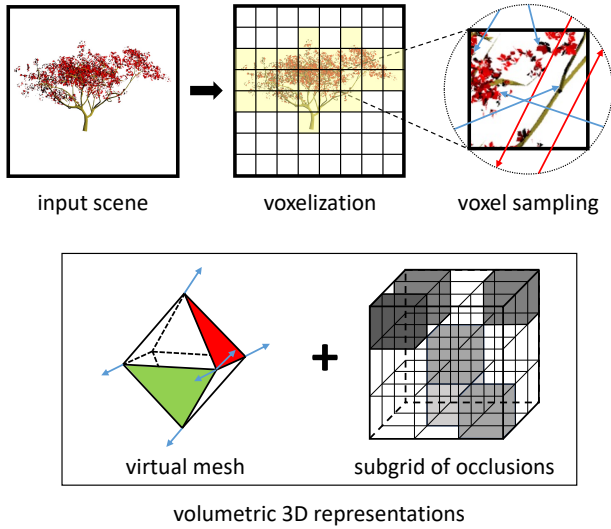 input scene
voxelization
voxel sampling
virtual mesh
subgrid of occlusions
volumetric 3D representations